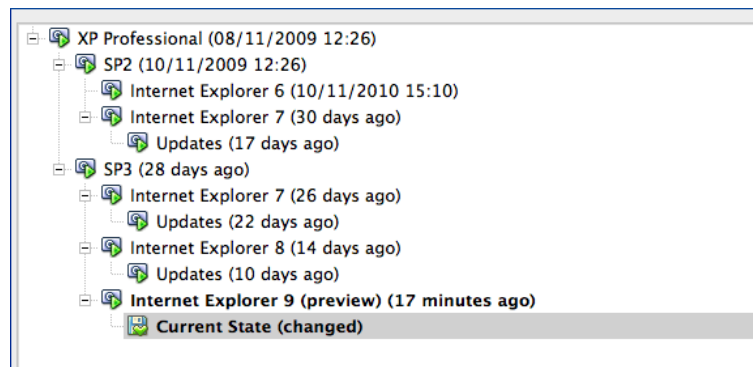 XP Professional (08/11/2009 12:26)
SP2 (10/11/2009 12:26)
Internet Explorer 6 (10/11/2010 15:10)
Internet Explorer 7 (30 days ago)
Updates (17 days ago)
SP3 (28 days ago)
Internet Explorer 7 (26 days ago)
Updates (22 days ago)
Internet Explorer 8 (14 days ago)
Updates (10 days ago)
Internet Explorer 9 (preview) (17 minutes ago)
Current State (changed)